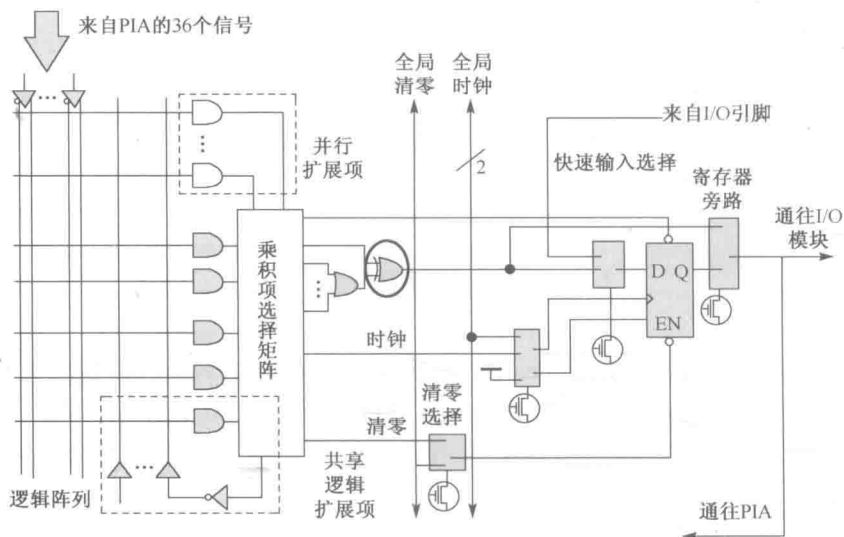 来自PIA的36个信号
全局
清零
全局
时钟
来自I/O引脚
并行
扩展项
2
快速输入选择
寄存器
旁路
通往I/O
模块
乘积项选择矩阵
D Q
EN
时钟
清零
选择
清零
共享
逻辑
扩展项
逻辑阵列
通往PIA